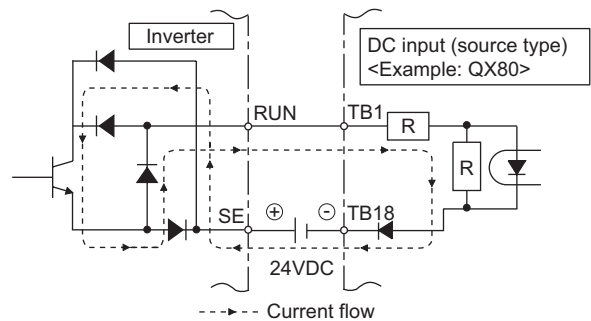 Inverter
DC input (source type)
<Example: QX80>
RUN
TB1
R
R
SE
+
-
TB18
24VDC
Current flow